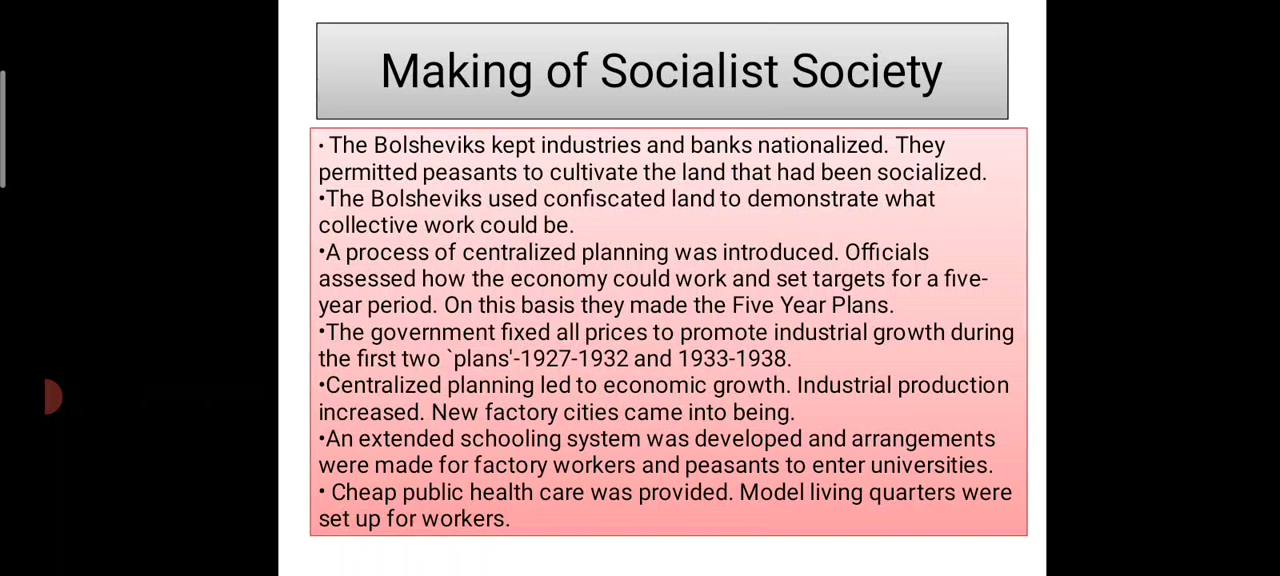 Making of Socialist Society
• The Bolsheviks kept industries and banks nationalized. They
permitted peasants to cultivate the land that had been socialized.
•The Bolsheviks used confiscated land to demonstrate what
collective work could be.
•A process of centralized planning was introduced. Officials
assessed how the economy could work and set targets for a five-
year period. On this basis they made the Five Year Plans.
•The government fixed all prices to promote industrial growth during
the first two `plans'-1927-1932 and 1933-1938.
•Centralized planning led to economic growth. Industrial production
increased. New factory cities came into being.
•An extended schooling system was developed and arrangements
were made for factory workers and peasants to enter universities.
• Cheap public health care was provided. Model living quarters were
set up for workers.